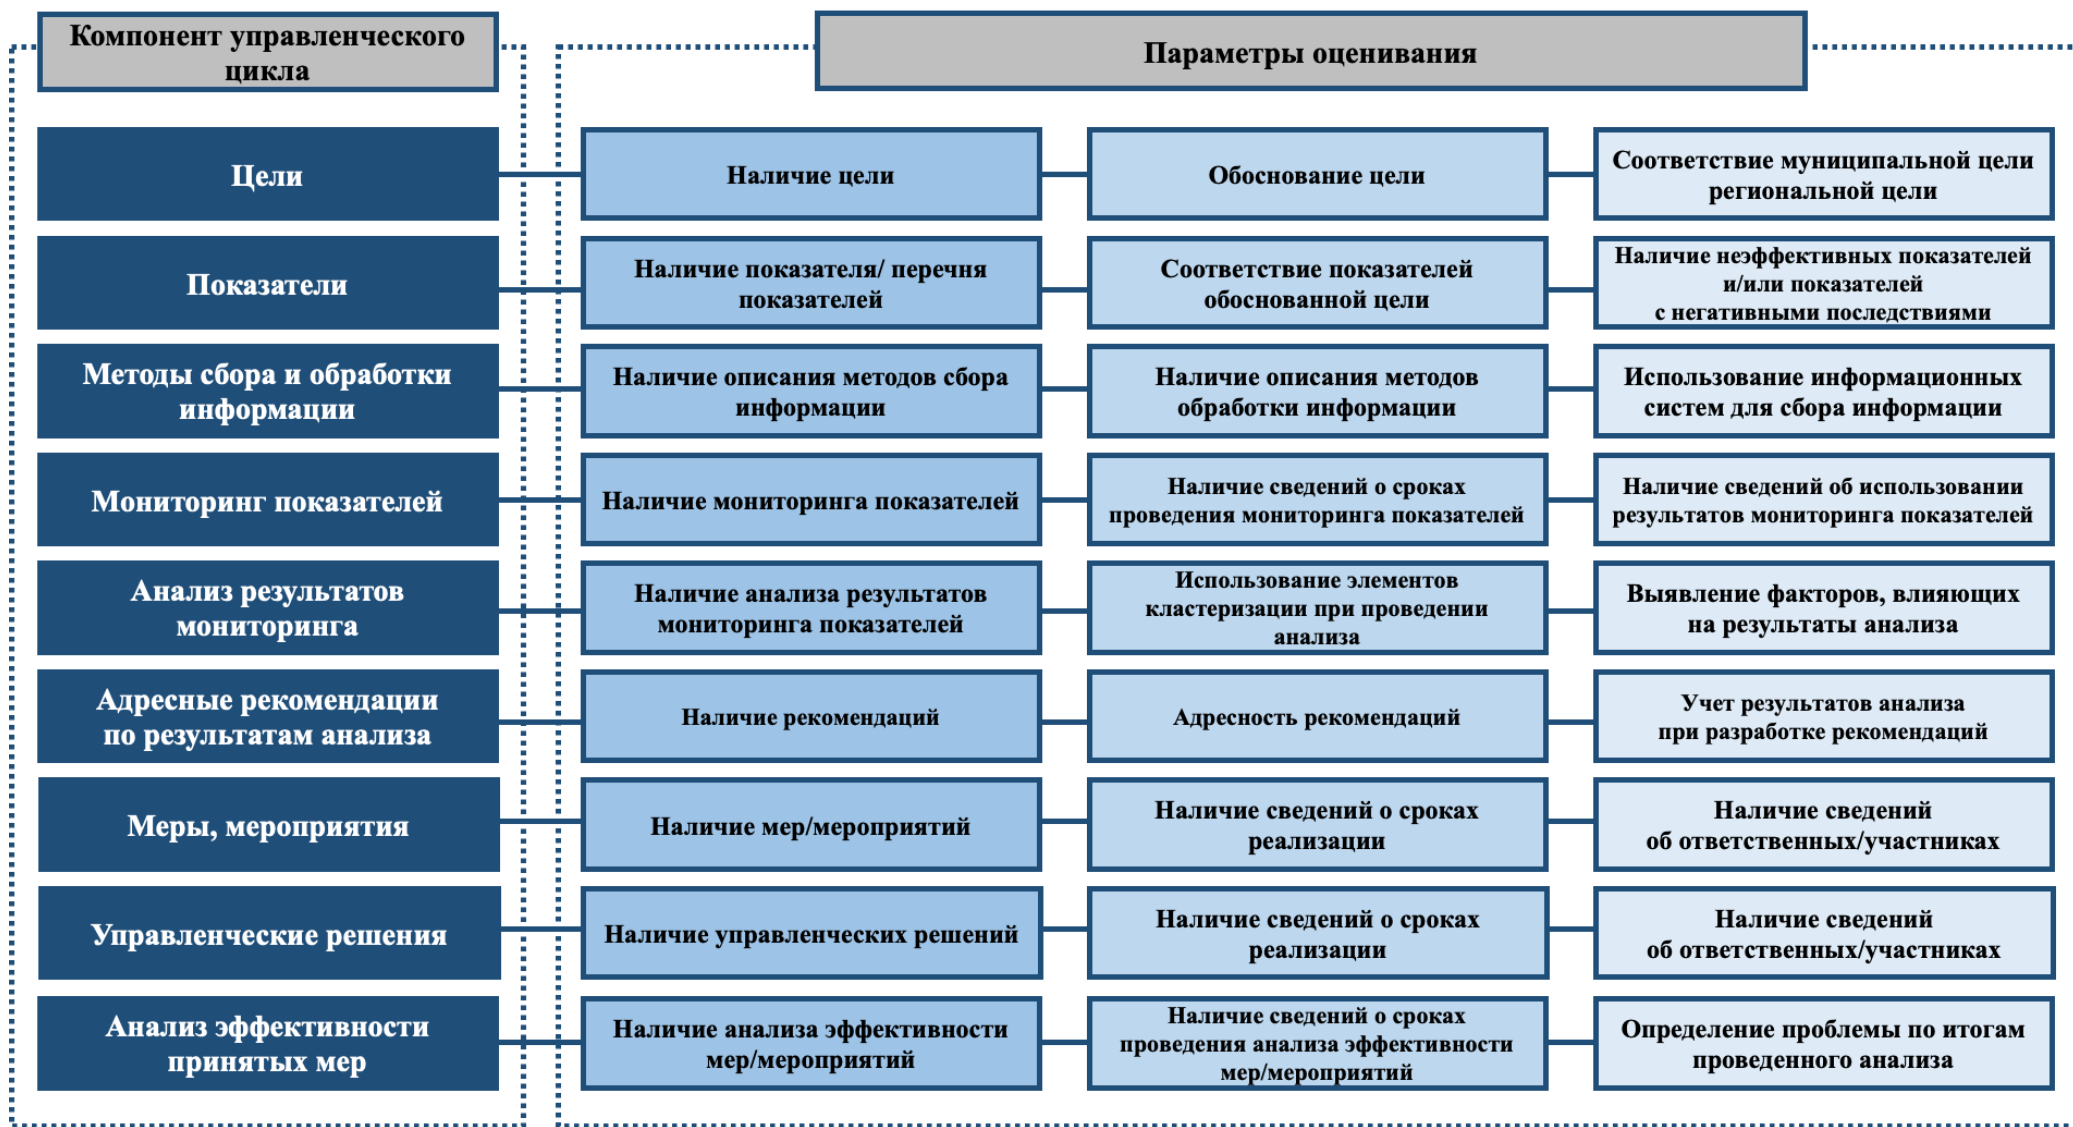 Компонент управленческого
цикла
Параметры оценивания
Цели
Наличие цели
Обоснование цели
Соответствие муниципальной цели
региональной цели
Показатели
Наличие показателя/ перечня
показателей
Соответствие показателей
обоснованной цели
Наличие неэффективных показателей
и/или показателей
с негативными последствиями
Методы сбора и обработки
информации
Наличие описания методов сбора
информации
Наличие описания методов
обработки информации
Использование информационных
систем для сбора информации
Мониторинг показателей
Наличие мониторинга показателей
Наличие сведений о сроках
проведения мониторинга показателей
Наличие сведений об использовании
результатов мониторинга показателей
Анализ результатов
мониторинга
Наличие анализа результатов
мониторинга показателей
Использование элементов
кластеризации при проведении
анализа
Выявление факторов, влияющих
на результаты анализа
Адресные рекомендации
по результатам анализа
Наличие рекомендаций
Адресность рекомендаций
Учет результатов анализа
при разработке рекомендаций
Меры, мероприятия
Наличие мер/мероприятий
Наличие сведений о сроках
реализации
Наличие сведений
об ответственных/участниках
Управленческие решения
Наличие управленческих решений
Наличие сведений о сроках
реализации
Наличие сведений
об ответственных/участниках
Анализ эффективности
принятых мер
Наличие анализа эффективности
мер/мероприятий
Наличие сведений о сроках
проведения анализа эффективности
мер/мероприятий
Определение проблемы по итогам
проведенного анализа